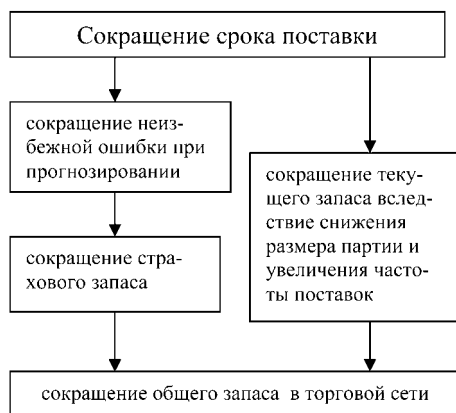 Сокращение срока поставки
сокращение неиз-
бежной ошибки при
прогнозировании
сокращение стра-
хового запаса
сокращение теку-
щего запаса вслед-
ствие снижения
размера партии и
увеличения часто-
ты поставок
сокращение общего запаса в торговой сети